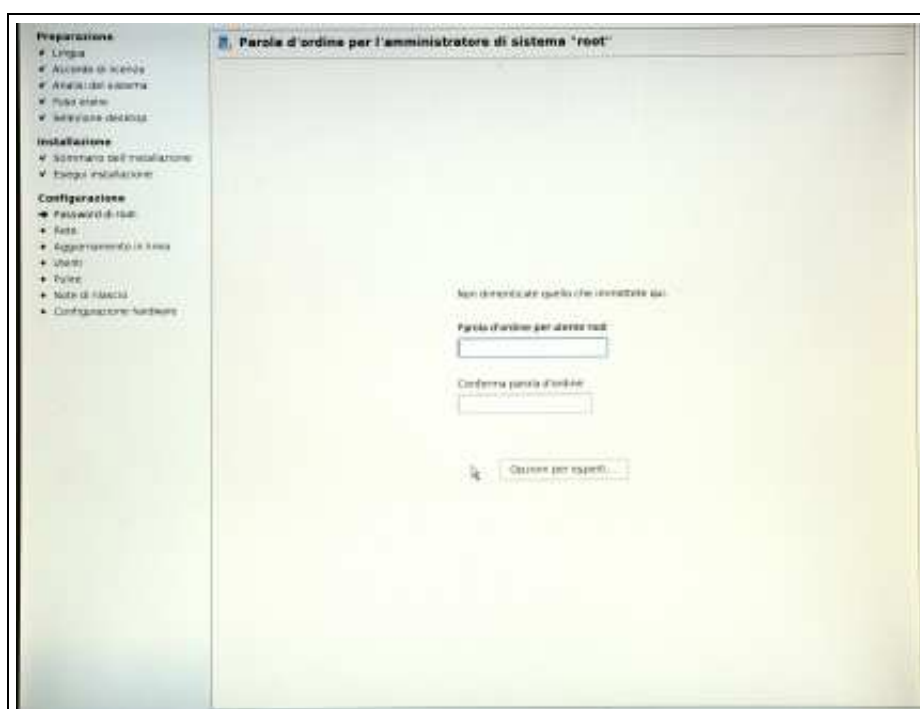 Preparazione
Lingua
Accordo di licenza
Analisi del sistema
Fuso orario
Selezione desktop
Installazione
Sommario dell'installazione
Esegui installazione
Configurazione
Password di root
Rete
Aggiornamento in linea
Utenti
Pulire
Note di rilascio
Configurazione hardware
Parola d'ordine per l'amministratore di sistema "root"
Non dimenticate quello che immettete qui.
Parola d'ordine per utente root
Conferma parola d'ordine
Opzioni per esperti...